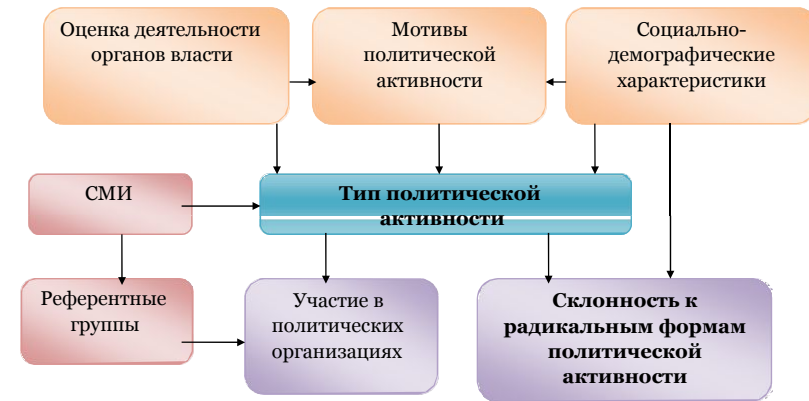 Оценка деятельности
органов власти
Мотивы
политической
активности
Социально-
демографические
характеристики
СМИ
Тип политической
активности
Референтные
группы
Участие в
политических
организациях
Склонность к
радикальным формам
политической
активности